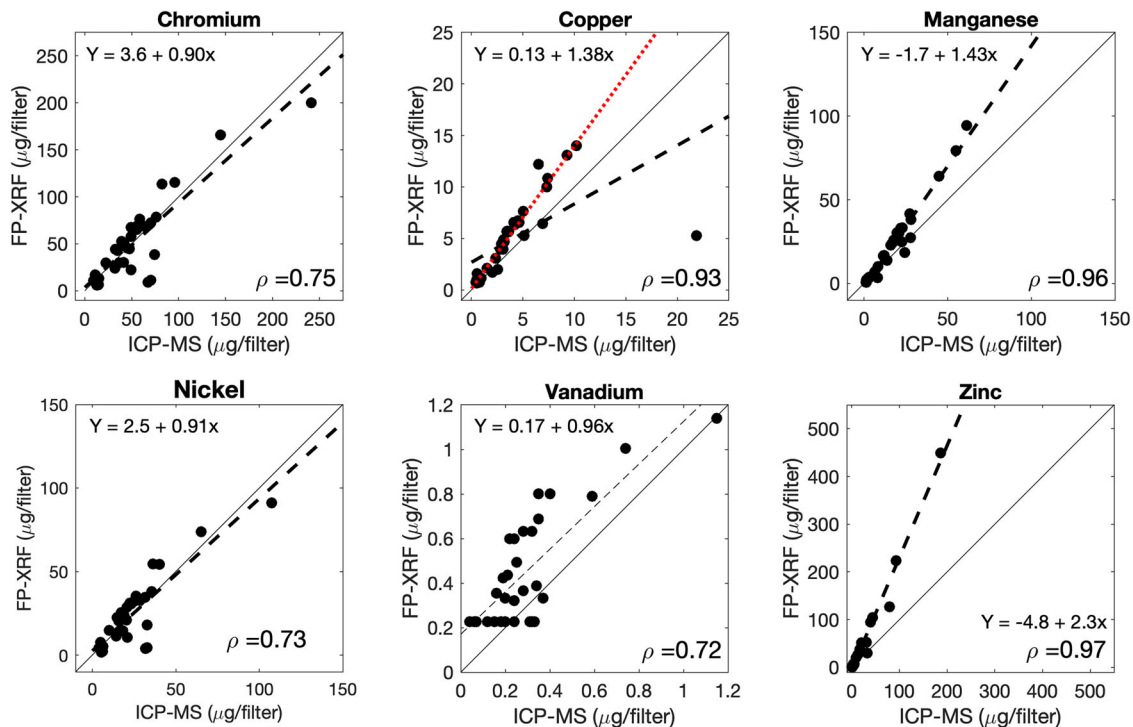 Chromium
Y = 3.6 + 0.90x
FP-XRF (μg/filter)
250
200
150
100
50
0
ρ =0.75
0 50 100 150 200 250
ICP-MS (μg/filter)
Copper
Y = 0.13 + 1.38x
FP-XRF (μg/filter)
25
20
15
10
5
0
ρ =0.93
0 5 10 15 20 25
ICP-MS (μg/filter)
Manganese
Y = -1.7 + 1.43x
FP-XRF (μg/filter)
150
100
50
0
ρ =0.96
0 50 100 150
ICP-MS (μg/filter)
Nickel
Y = 2.5 + 0.91x
FP-XRF (μg/filter)
150
100
50
0
ρ =0.73
0 50 100 150
ICP-MS (μg/filter)
Vanadium
Y = 0.17 + 0.96x
FP-XRF (μg/filter)
1.2
1
0.8
0.6
0.4
0.2
0
ρ =0.72
0 0.2 0.4 0.6 0.8 1 1.2
ICP-MS (μg/filter)
Zinc
FP-XRF (μg/filter)
500
400
300
200
100
0
Y = -4.8 + 2.3x
ρ =0.97
0 100 200 300 400 500
ICP-MS (μg/filter)